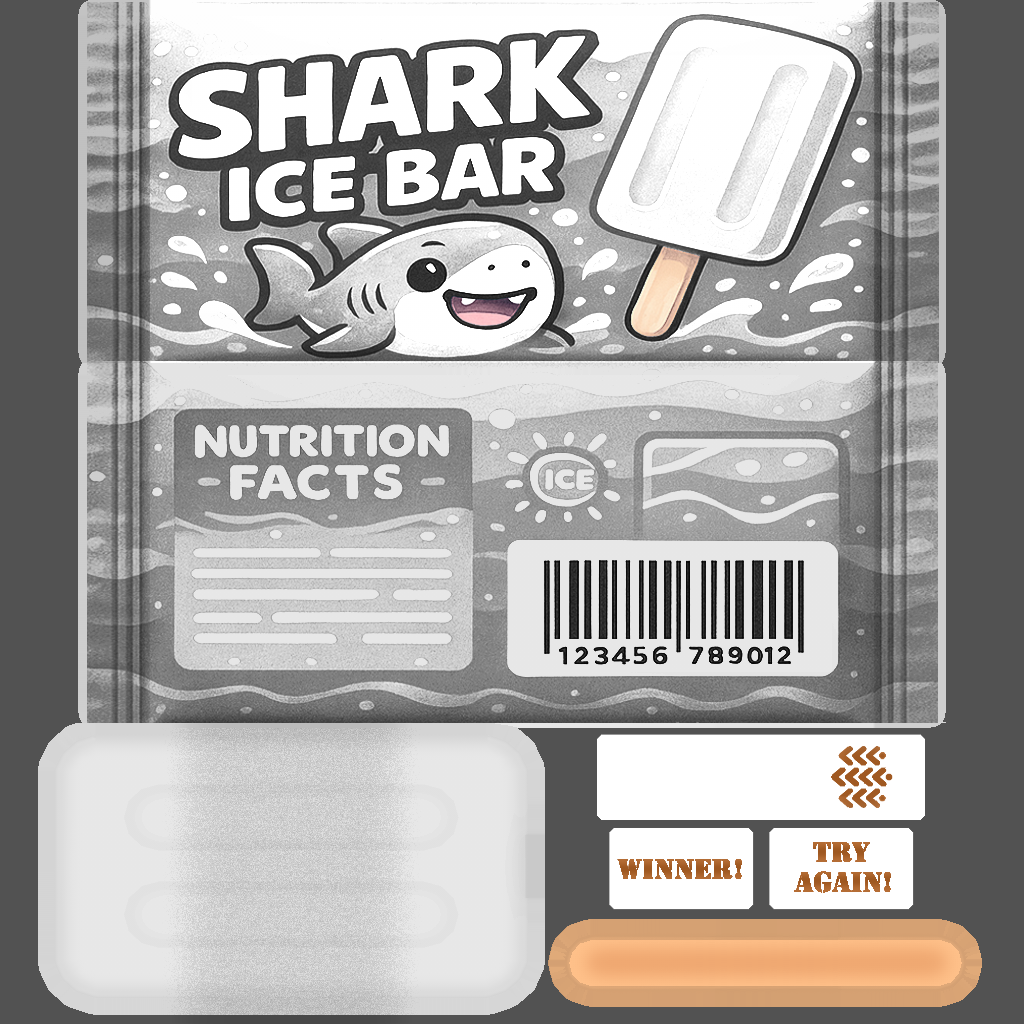 SHARK
ICE BAR
NUTRITION
FACTS
ICE
123456 789012
WINNER!
TRY
AGAIN!